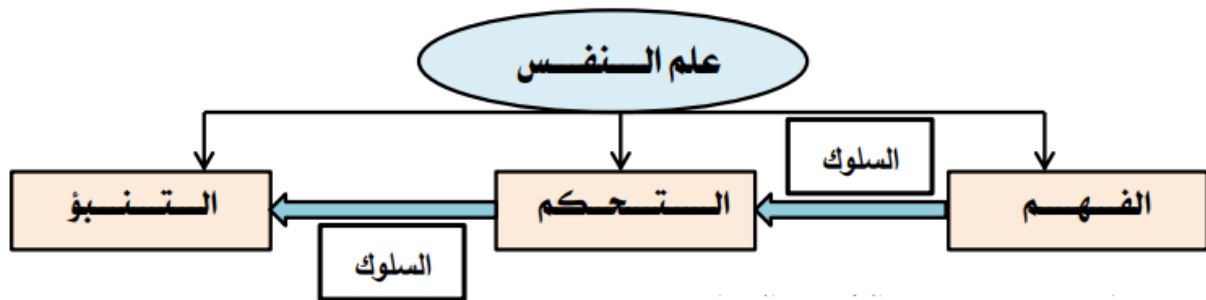 علم النفس
السلوك
الفهم
التحكم
التنبؤ
السلوك